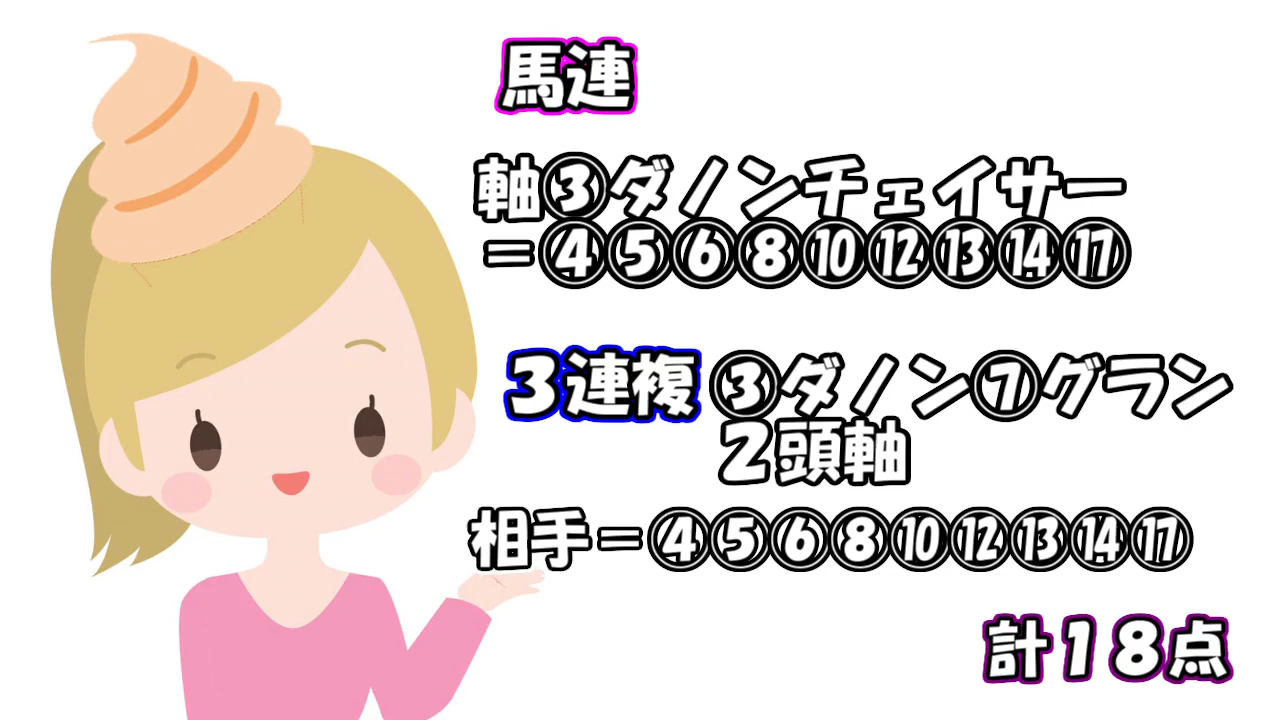 馬連
軸③ダノンチェイサー
＝④⑤⑥⑧⑩⑫⑬⑭⑰
３連複 ③ダノン⑦グラン
２頭軸
相手＝④⑤⑥⑧⑩⑫⑬⑭⑰
計１８点